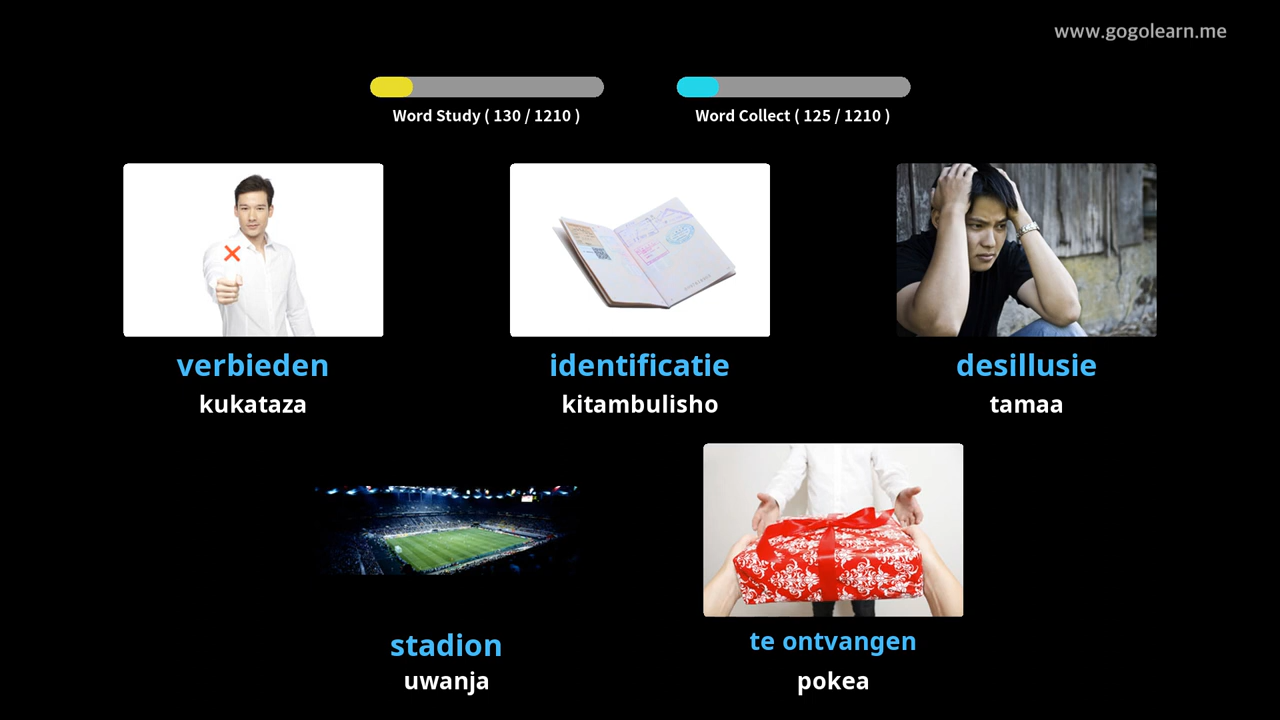 www.gogolearn.me
Word Study ( 130 / 1210 )
Word Collect ( 125 / 1210 )
verbieden
kukataza
identificatie
kitambulisho
desillusie
tamaa
stadion
uwanja
te ontvangen
pokea